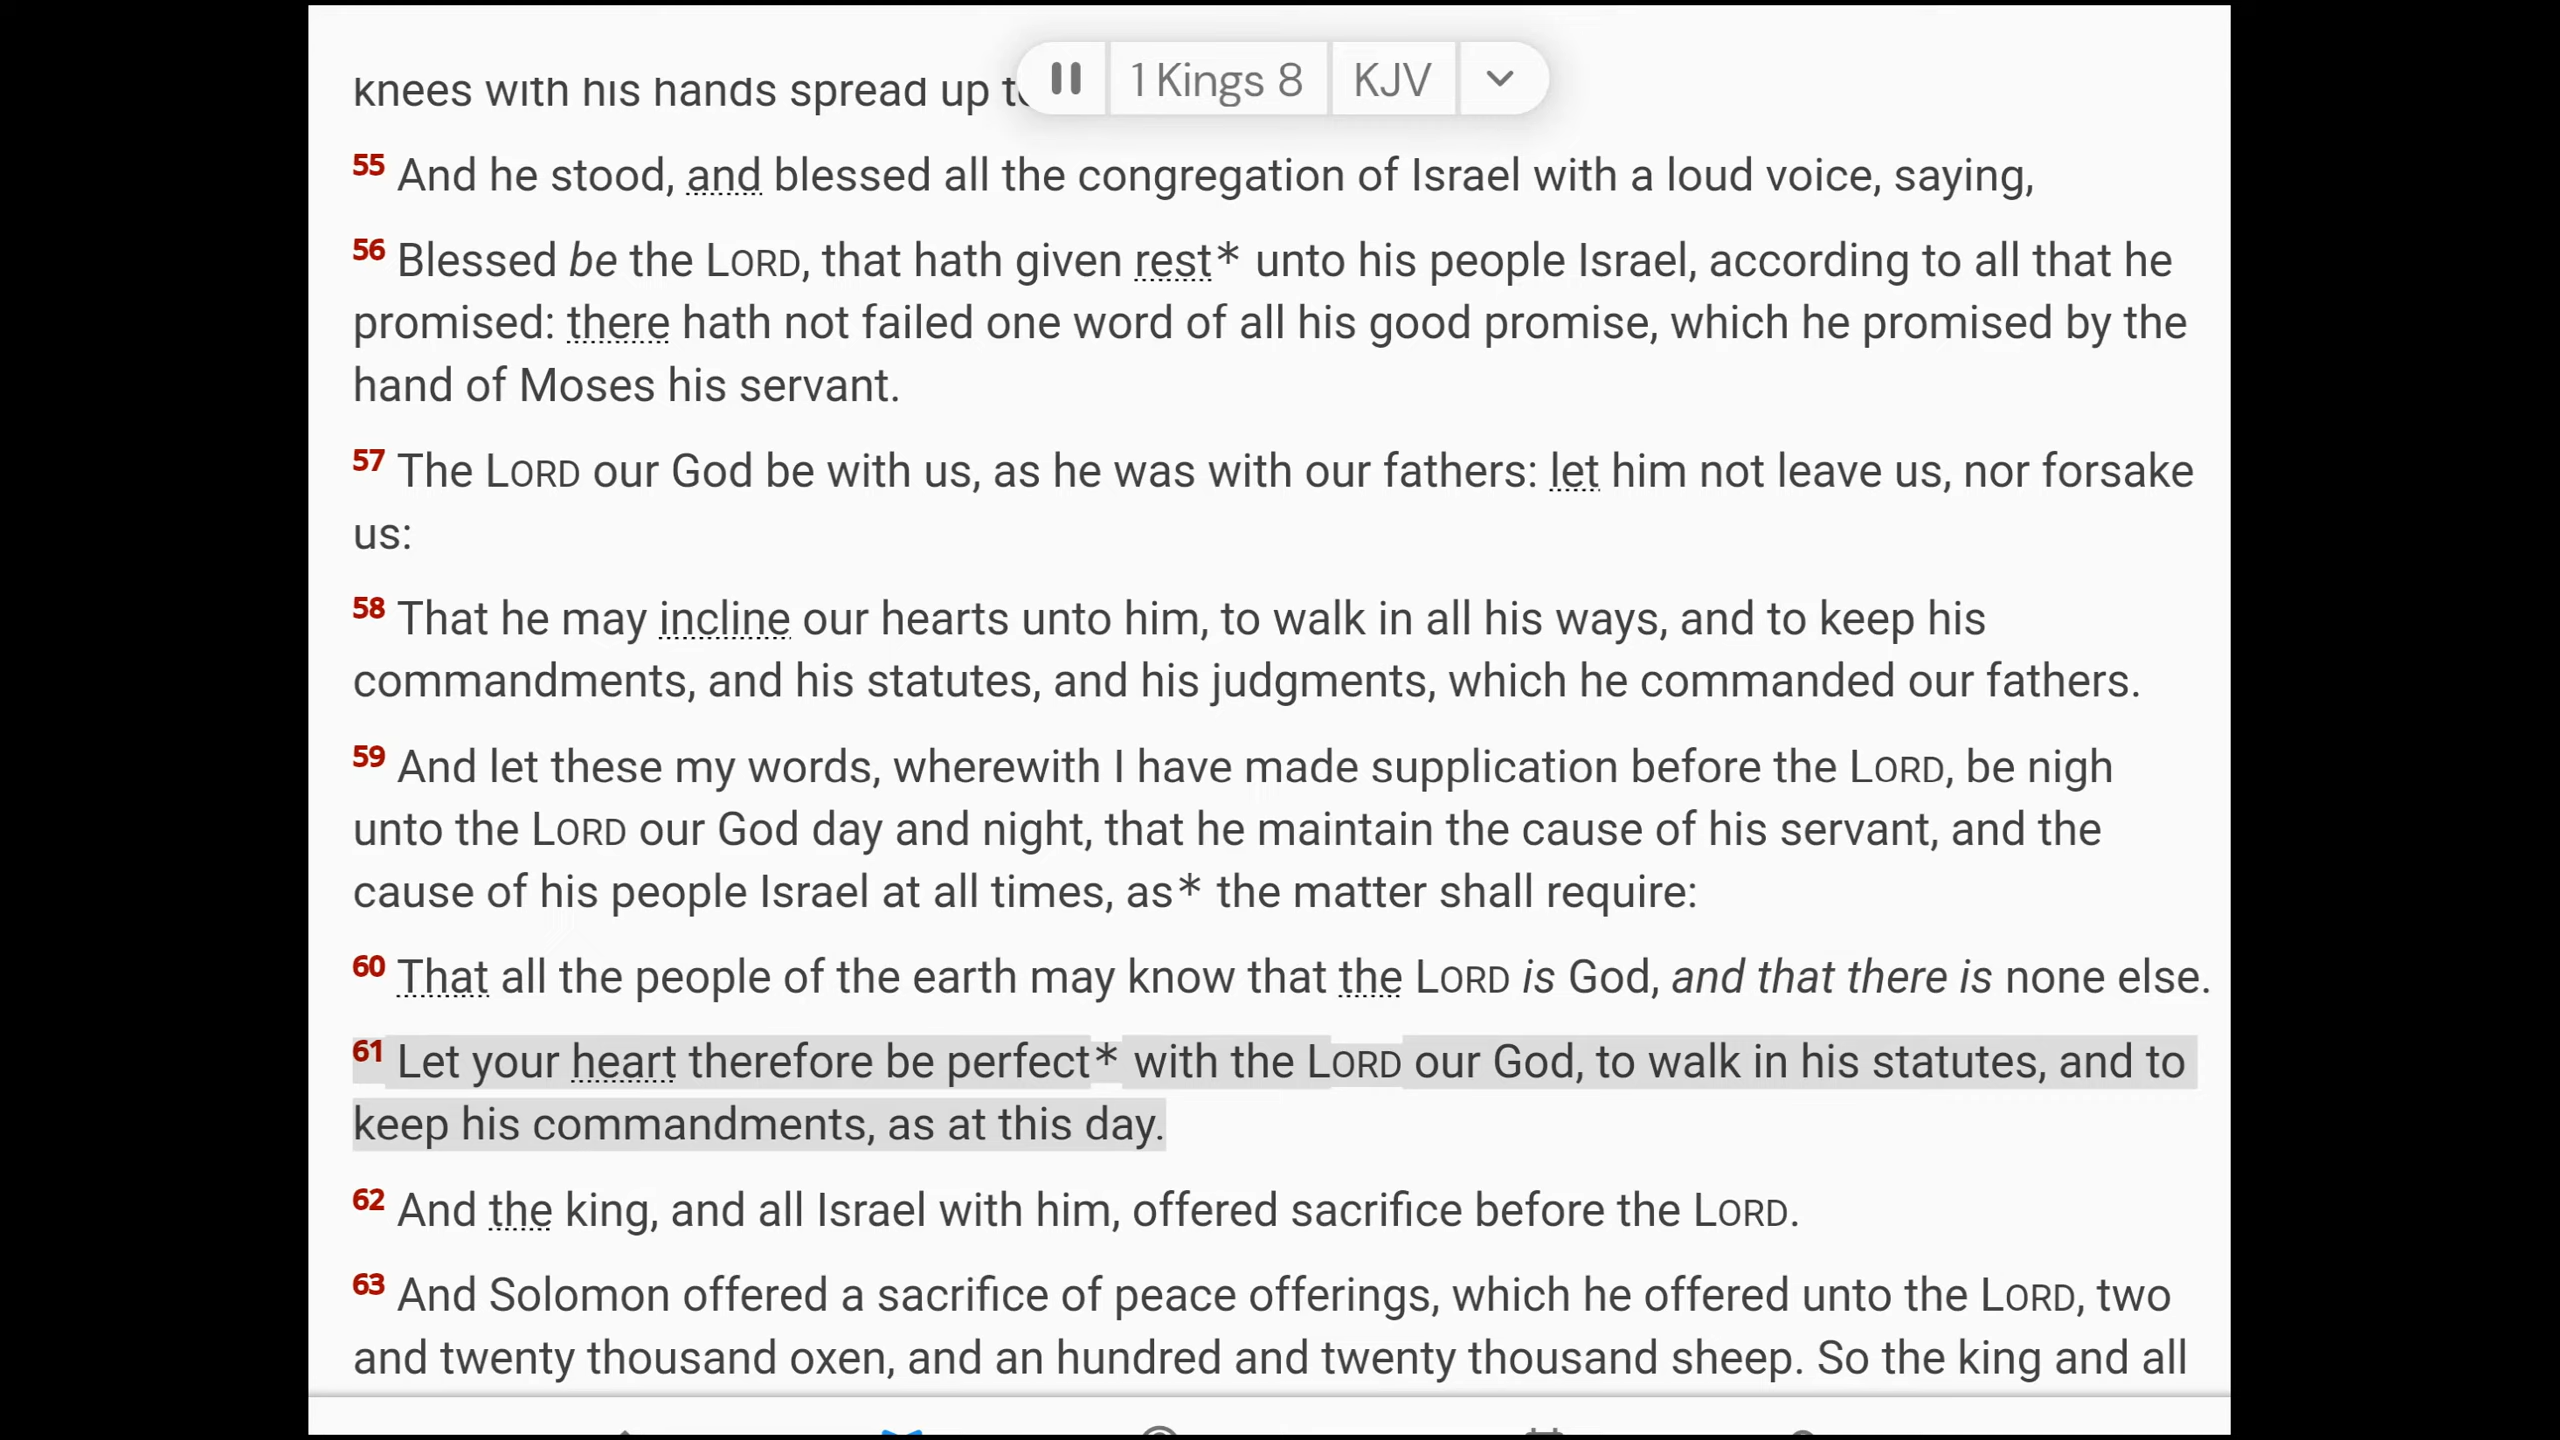 1 Kings 8 KJV
knees with his hands spread up
55 And he stood, and blessed all the congregation of Israel with a loud voice, saying,
56 Blessed be the LORD, that hath given rest* unto his people Israel, according to all that he
promised: there hath not failed one word of all his good promise, which he promised by the
hand of Moses his servant.
57 The LORD our God be with us, as he was with our fathers: let him not leave us, nor forsake
us:
58 That he may incline our hearts unto him, to walk in all his ways, and to keep his
commandments, and his statutes, and his judgments, which he commanded our fathers.
59 And let these my words, wherewith I have made supplication before the LORD, be nigh
unto the LORD our God day and night, that he maintain the cause of his servant, and the
cause of his people Israel at all times, as* the matter shall require:
60 That all the people of the earth may know that the LORD is God, and that there is none else.
61 Let your heart therefore be perfect* with the LORD our God, to walk in his statutes, and to
keep his commandments, as at this day.
62 And the king, and all Israel with him, offered sacrifice before the LORD.
63 And Solomon offered a sacrifice of peace offerings, which he offered unto the LORD, two
and twenty thousand oxen, and an hundred and twenty thousand sheep. So the king and all